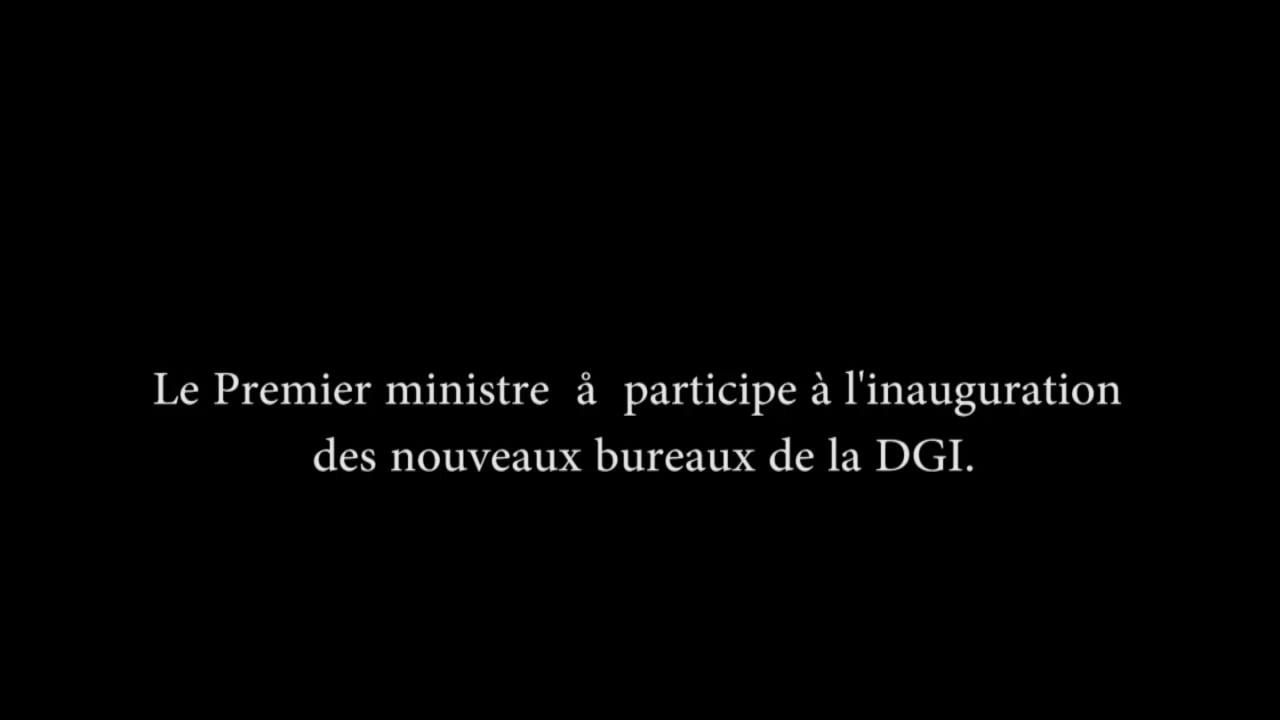 Le Premier ministre å participe à l'inauguration
des nouveaux bureaux de la DGI.